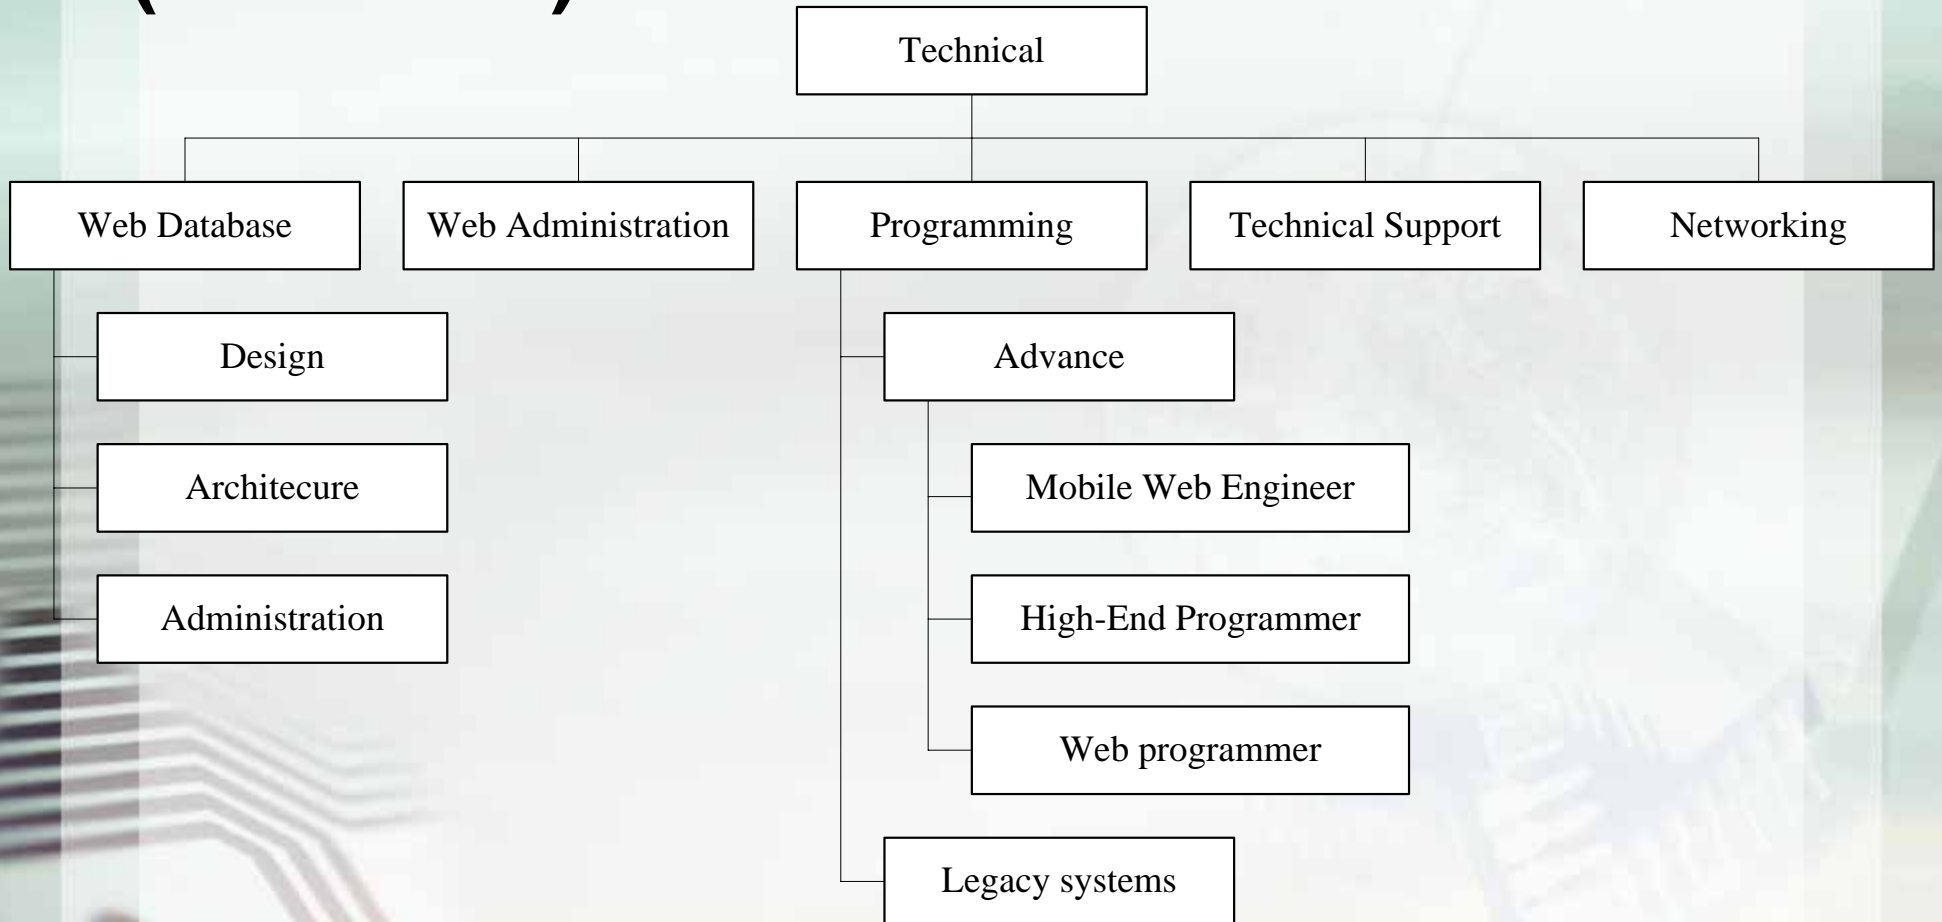 Technical
Web Database
Web Administration
Programming
Technical Support
Networking
Design
Advance
Architecure
Mobile Web Engineer
Administration
High-End Programmer
Web programmer
Legacy systems